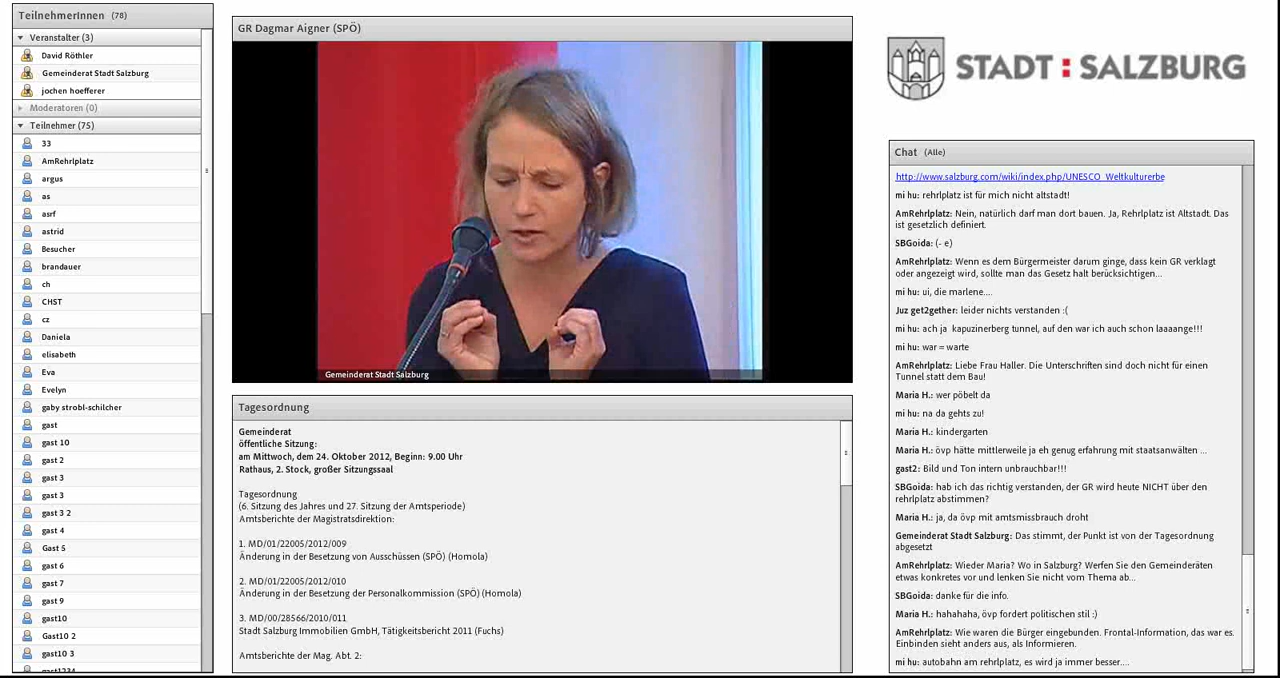 TeilnehmerInnen (78)
Veranstalter (3)
David Röthler
Gemeinderat Stadt Salzburg
jochen hoefferer
Moderatoren (0)
Teilnehmer (75)
33
AmRehrlplatz
argus
as
asrf
astrid
Besucher
brandauer
ch
CHST
cz
Daniela
elisabeth
Eva
Evelyn
gaby strobl-schilcher
gast
gast 10
gast 2
gast 3
gast 3
gast 3 2
gast 4
Gast 5
gast 6
gast 7
gast 9
gast10
Gast10 2
gast10 3
gast1234
GR Dagmar Aigner (SPÖ)
Gemeinderat Stadt Salzburg
Tagesordnung
Gemeinderat
öffentliche Sitzung:
am Mittwoch, dem 24. Oktober 2012, Beginn: 9.00 Uhr
Rathaus, 2. Stock, großer Sitzungssaal
Tagesordnung
(6. Sitzung des Jahres und 27. Sitzung der Amtsperiode)
Amtsberichte der Magistratsdirektion:
1. MD/01/22005/2012/009
Änderung in der Besetzung von Ausschüssen (SPÖ) (Homola)
2. MD/01/22005/2012/010
Änderung in der Besetzung der Personalkommission (SPÖ) (Homola)
3. MD/00/28566/2010/011
Stadt Salzburg Immobilien GmbH, Tätigkeitsbericht 2011 (Fuchs)
Amtsberichte der Mag. Abt. 2:
STADT : SALZBURG
Chat (Alle)
http://www.salzburg.com/wiki/index.php/UNESCO_Weltkulturerbe
mi hu: rehrlplatz ist für mich nicht altstadt!
AmRehrlplatz: Nein, natürlich darf man dort bauen. Ja, Rehrlplatz ist Altstadt. Das
ist gesetzlich definiert.
SBGoida: (- e)
AmRehrlplatz: Wenn es dem Bürgermeister darum ginge, dass kein GR verklagt
oder angezeigt wird, sollte man das Gesetz halt berücksichtigen...
mi hu: ui, die marlene....
Juz get2gether: leider nichts verstanden :(
mi hu: ach ja kapuzinerberg tunnel, auf den war ich auch schon laaaange!!!
mi hu: war = warte
AmRehrlplatz: Liebe Frau Haller. Die Unterschriften sind doch nicht für einen
Tunnel statt dem Bau!
Maria H.: wer pöbelt da
mi hu: na da gehts zu!
Maria H.: kindergarten
Maria H.: övp hätte mittlerweile ja eh genug erfahrung mit staatsanwälten ...
gast2: Bild und Ton intern unbrauchbar!!!
SBGoida: hab ich das richtig verstanden, der GR wird heute NICHT über den
rehrlplatz abstimmen?
Maria H.: ja, da övp mit amtsmissbrauch droht
Gemeinderat Stadt Salzburg: Das stimmt, der Punkt ist von der Tagesordnung
abgesetzt
AmRehrlplatz: Wieder Maria? Wo in Salzburg? Werfen Sie den Gemeinderäten
etwas konkretes vor und lenken Sie nicht vom Thema ab...
SBGoida: danke für die info.
Maria H.: hahahaha, övp fordert politischen stil :)
AmRehrlplatz: Wie waren die Bürger eingebunden. Frontal-Information, das war es.
Einbinden sieht anders aus, als Informieren.
mi hu: autobahn am rehrlplatz, es wird ja immer besser....